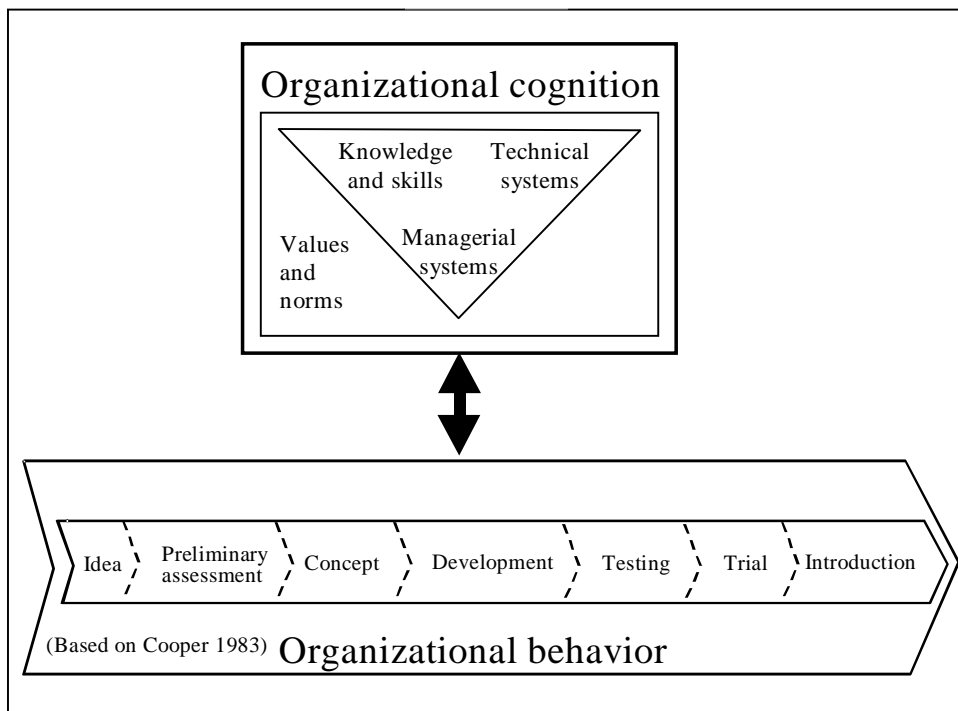 Organizational cognition
Knowledge
and skills
Technical
systems
Managerial
systems
Values
and
norms
Idea
Preliminary
assessment
Concept
Development
Testing
Trial
Introduction
(Based on Cooper 1983)
Organizational behavior